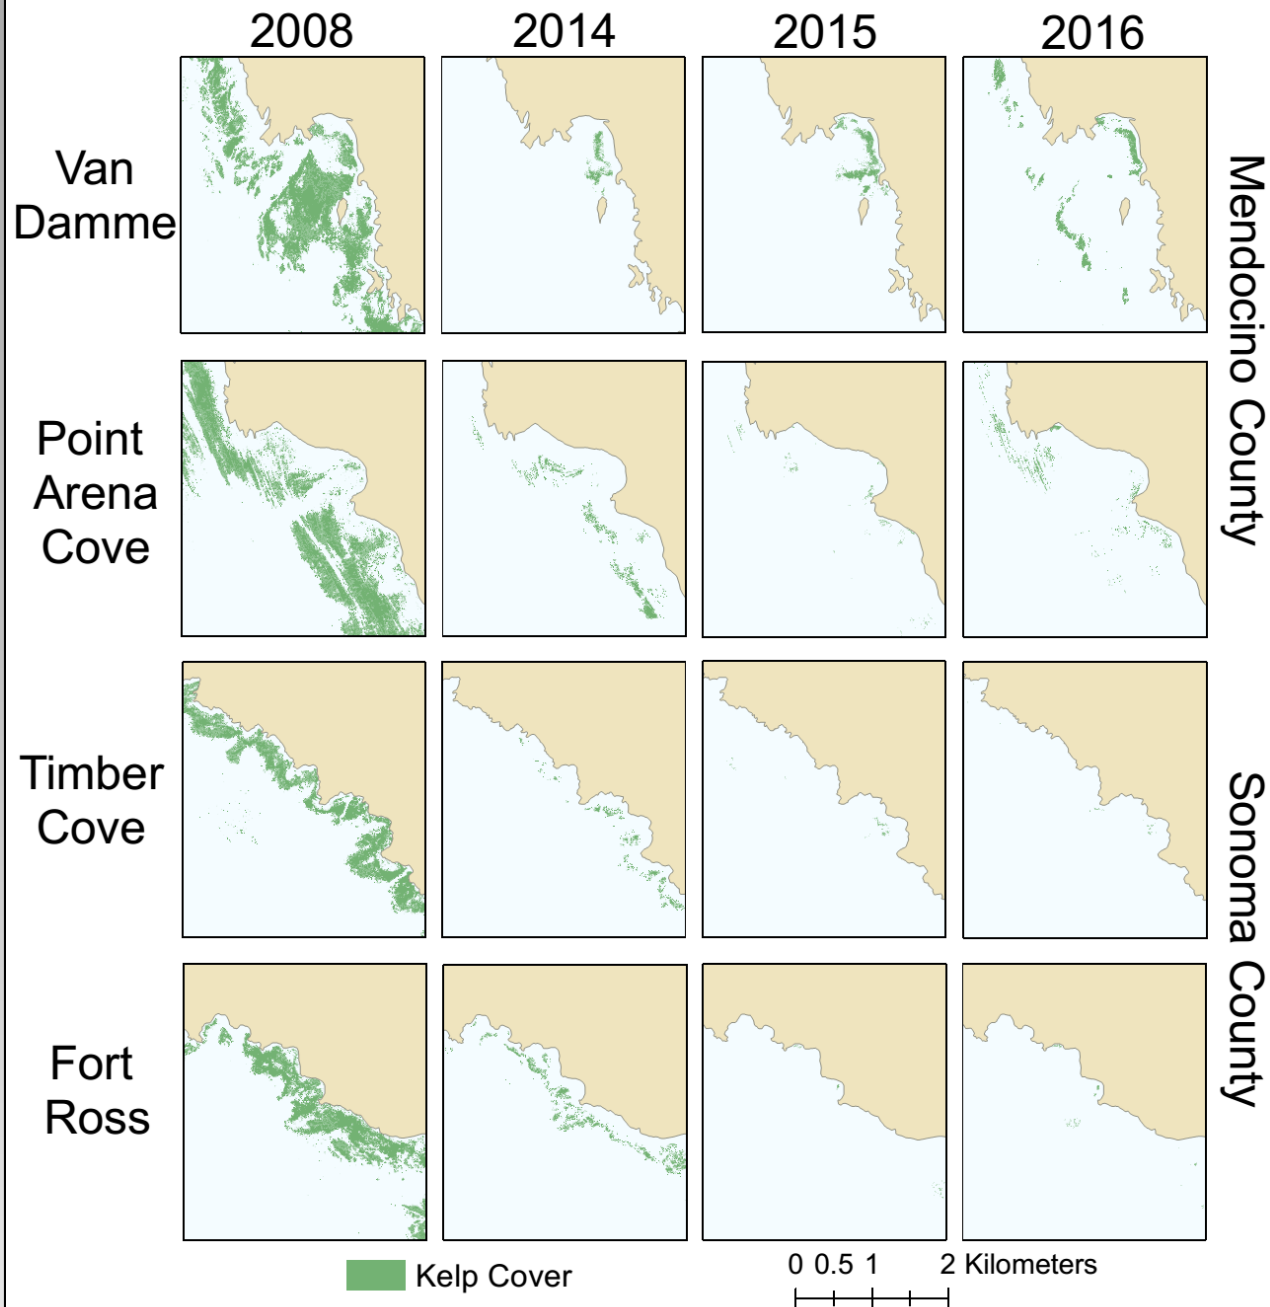 2008 2014 2015 2016
Van
Damme
Mendocino County
Point
Arena
Cove
Timber
Cove
Sonoma County
Fort
Ross
Kelp Cover
0 0.5 1 2 Kilometers